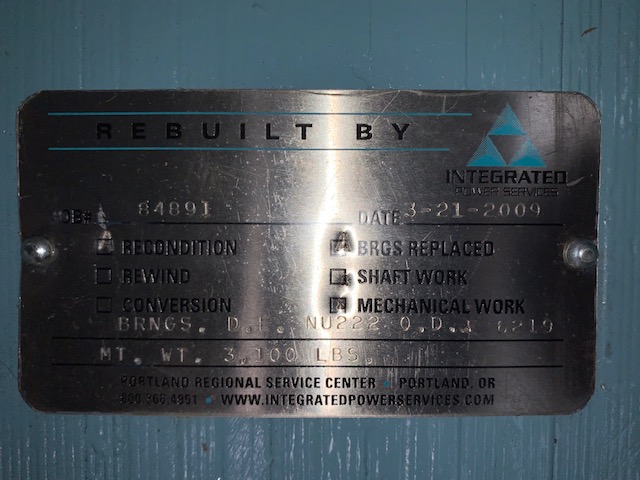 REBUILT BY
INTEGRATED
POWER SERVICES
JOB# 84891 DATE 3-21-2009
RECONDITION BRGS REPLACED
REWIND SHAFT WORK
CONVERSION MECHANICAL WORK
BRNGS. D.E. NU222 O.D.E 6219
MT. WT. 3,100 LBS.
PORTLAND REGIONAL SERVICE CENTER • PORTLAND, OR
800.366.4951 • WWW.INTEGRATEDPOWERSERVICES.COM